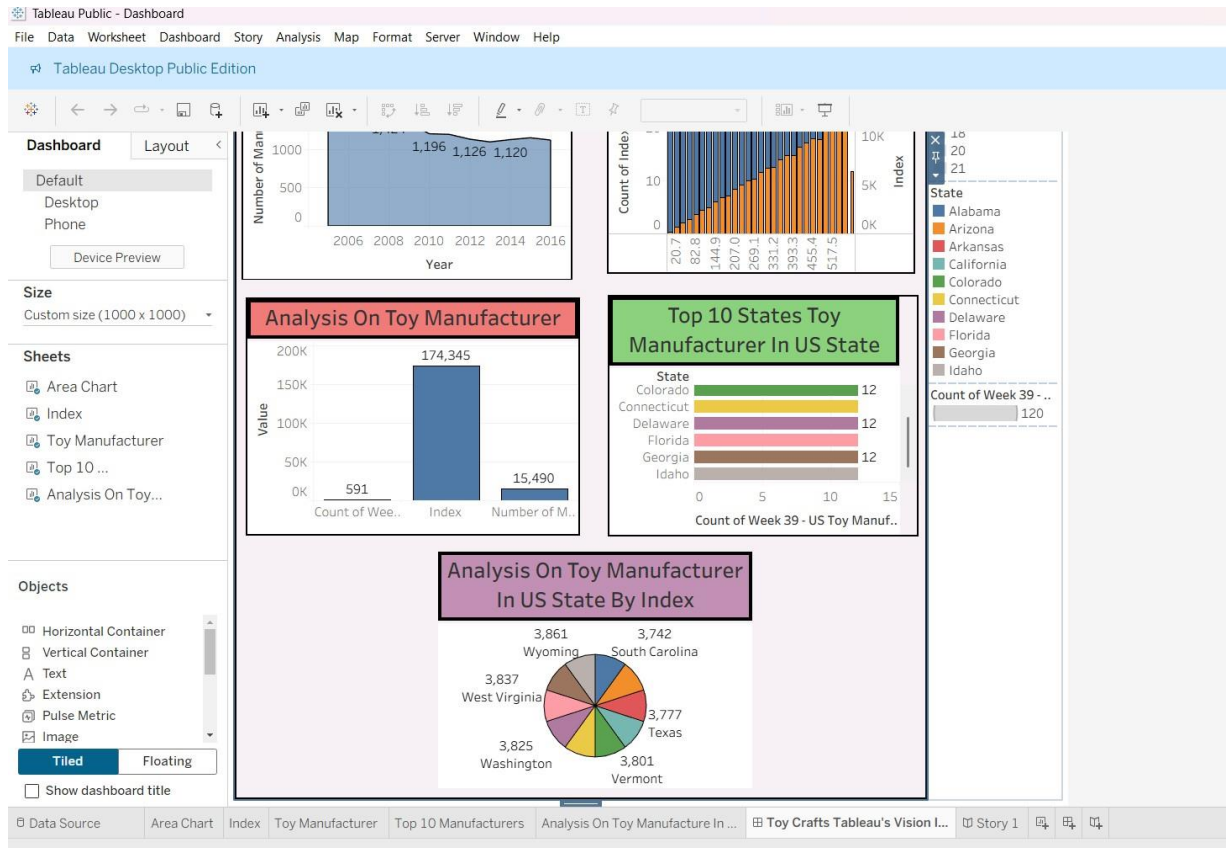 Tableau Public - Dashboard
File Data Worksheet Dashboard Story Analysis Map Format Server Window Help
Tableau Desktop Public Edition
Dashboard Layout
Default
Desktop
Phone
Device Preview
Size
Custom size (1000 x 1000)
Sheets
Area Chart
Index
Toy Manufacturer
Top 10 ...
Analysis On Toy...
Objects
Horizontal Container
Vertical Container
Text
Extension
Pulse Metric
Image
Tiled Floating
Show dashboard title
Number of Man
1000
500
0
1,196 1,126 1,120
2006 2008 2010 2012 2014 2016
Year
Count of Index
10
0
10K
5K
0K
Index
20.7 82.8 144.9 207.0 269.1 331.2 393.3 455.4 517.5
18
20
21
State
Alabama
Arizona
Arkansas
California
Colorado
Connecticut
Delaware
Florida
Georgia
Idaho
Count of Week 39 - ..
120
Analysis On Toy Manufacturer
Value
200K
150K
100K
50K
0K
591
174,345
15,490
Count of Wee.. Index Number of M..
Top 10 States Toy
Manufacturer In US State
State
Colorado 12
Connecticut
Delaware 12
Florida
Georgia 12
Idaho
0 5 10 15
Count of Week 39 - US Toy Manuf..
Analysis On Toy Manufacturer
In US State By Index
3,861 3,742
Wyoming South Carolina
3,837
West Virginia
3,777
Texas
3,825
Washington
3,801
Vermont
Data Source Area Chart Index Toy Manufacturer Top 10 Manufacturers Analysis On Toy Manufacture In ... Toy Crafts Tableau's Vision I... Story 1